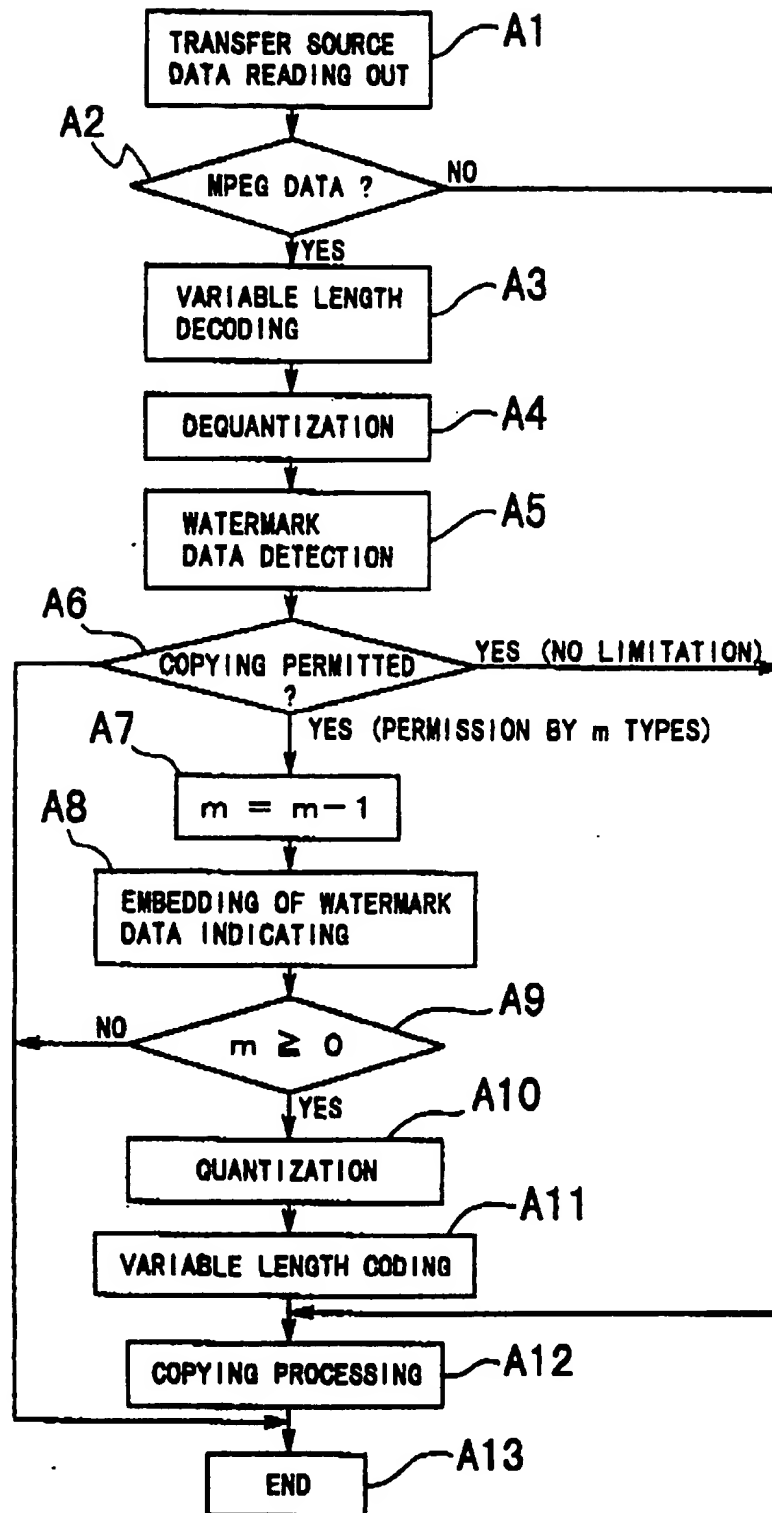 TRANSFER SOURCE
DATA READING OUT
A1
A2
MPEG DATA ?
NO
YES
VARIABLE LENGTH
DECODING
A3
DEQUANTIZATION
A4
WATERMARK
DATA DETECTION
A5
A6
COPYING PERMITTED
?
YES (NO LIMITATION)
YES (PERMISSION BY m TYPES)
A7
m = m-1
A8
EMBEDDING OF WATERMARK
DATA INDICATING
A9
NO
m ≧ 0
YES
A10
QUANTIZATION
A11
VARIABLE LENGTH CODING
COPYING PROCESSING
A12
END
A13